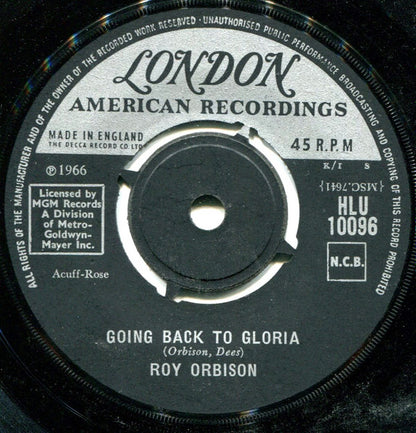 ALL RIGHTS OF THE MANUFACTURER AND OF THE OWNER OF THE RECORDED WORK RESERVED · UNAUTHORISED PUBLIC PERFORMANCE BROADCASTING AND COPYING OF THIS RECORD PROHIBITED
LONDON
AMERICAN RECORDINGS
MADE IN ENGLAND
THE DECCA RECORD CO. LTD.
45 R.P.M
K/I S
℗ 1966
{MSC.7641}
Licensed by
MGM Records
A Division
of Metro-
Goldwyn-
Mayer Inc.
HLU
10096
N.C.B.
Acuff-Rose
GOING BACK TO GLORIA
(Orbison, Dees)
ROY ORBISON